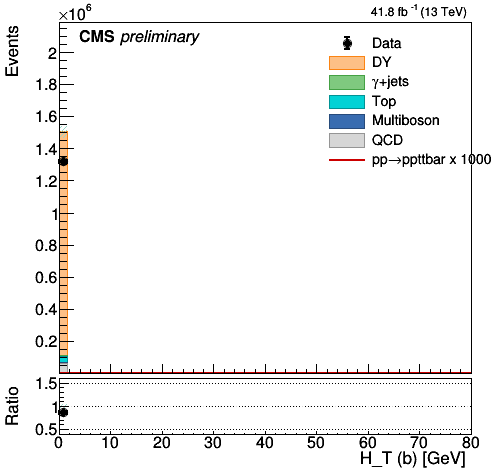 ×10^6
41.8 fb^-1 (13 TeV)
CMS preliminary
Events
Data
DY
γ+jets
Top
Multiboson
QCD
pp→ppttbar x 1000
2
1.8
1.6
1.4
1.2
1
0.8
0.6
0.4
0.2
Ratio
1.5
1
0.5
0 10 20 30 40 50 60 70 80
H_T (b) [GeV]